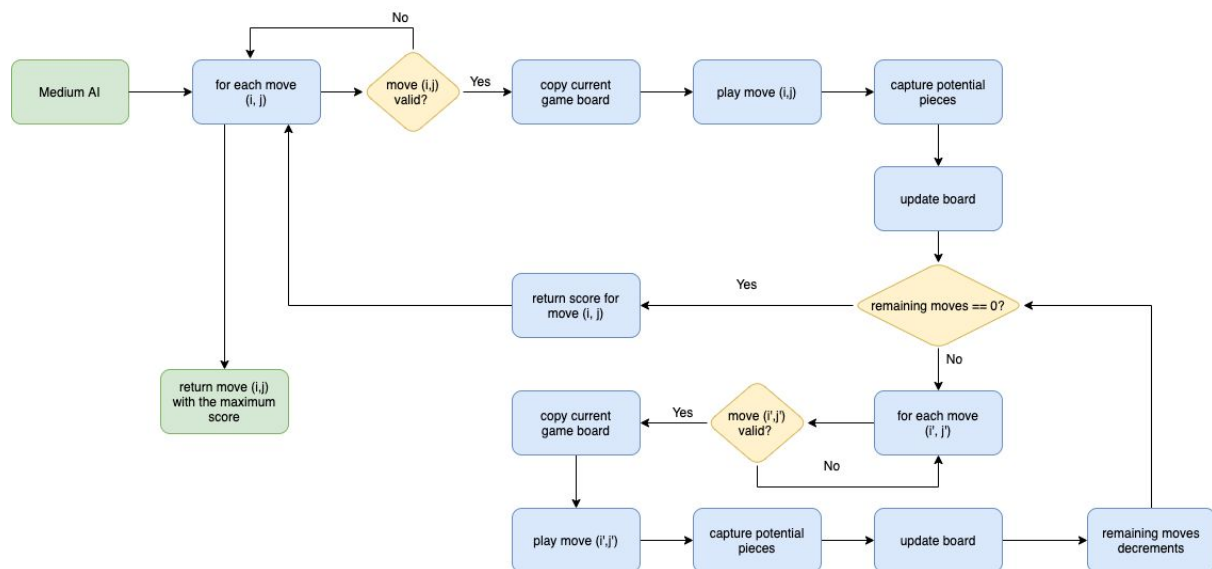 No
Medium AI
for each move
(i, j)
move (i,j)
valid?
Yes
copy current
game board
play move (i,j)
capture potential
pieces
update board
return score for
move (i, j)
Yes
remaining moves == 0?
No
return move (i,j)
with the maximum
score
copy current
game board
Yes
move (i',j')
valid?
for each move
(i', j')
No
play move (i',j')
capture potential
pieces
update board
remaining moves
decrements